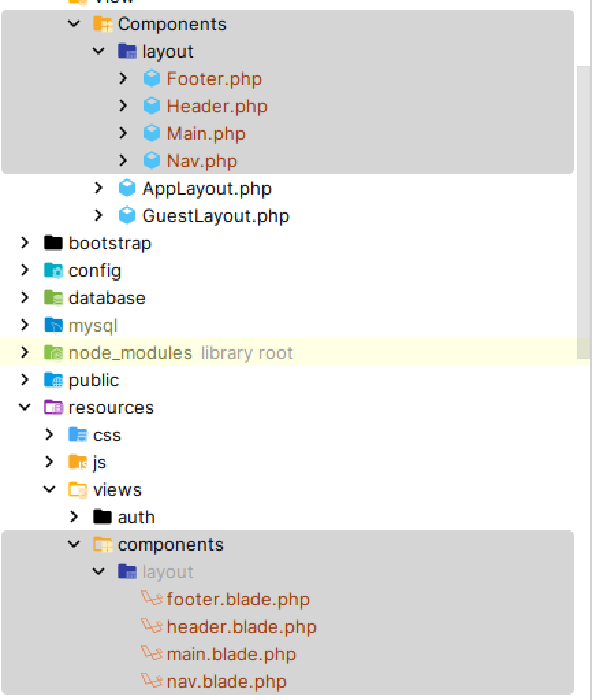 Components
layout
Footer.php
Header.php
Main.php
Nav.php
AppLayout.php
GuestLayout.php
bootstrap
config
database
mysql
node_modules library root
public
resources
css
js
views
auth
components
layout
footer.blade.php
header.blade.php
main.blade.php
nav.blade.php